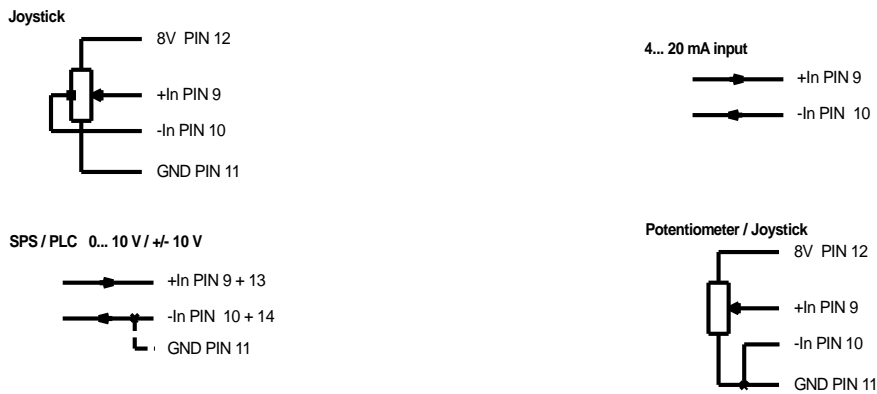 Joystick
8V PIN 12
+In PIN 9
-In PIN 10
GND PIN 11
4... 20 mA input
+In PIN 9
-In PIN 10
SPS / PLC 0... 10 V / +/- 10 V
+In PIN 9 + 13
-In PIN 10 + 14
GND PIN 11
Potentiometer / Joystick
8V PIN 12
+In PIN 9
-In PIN 10
GND PIN 11